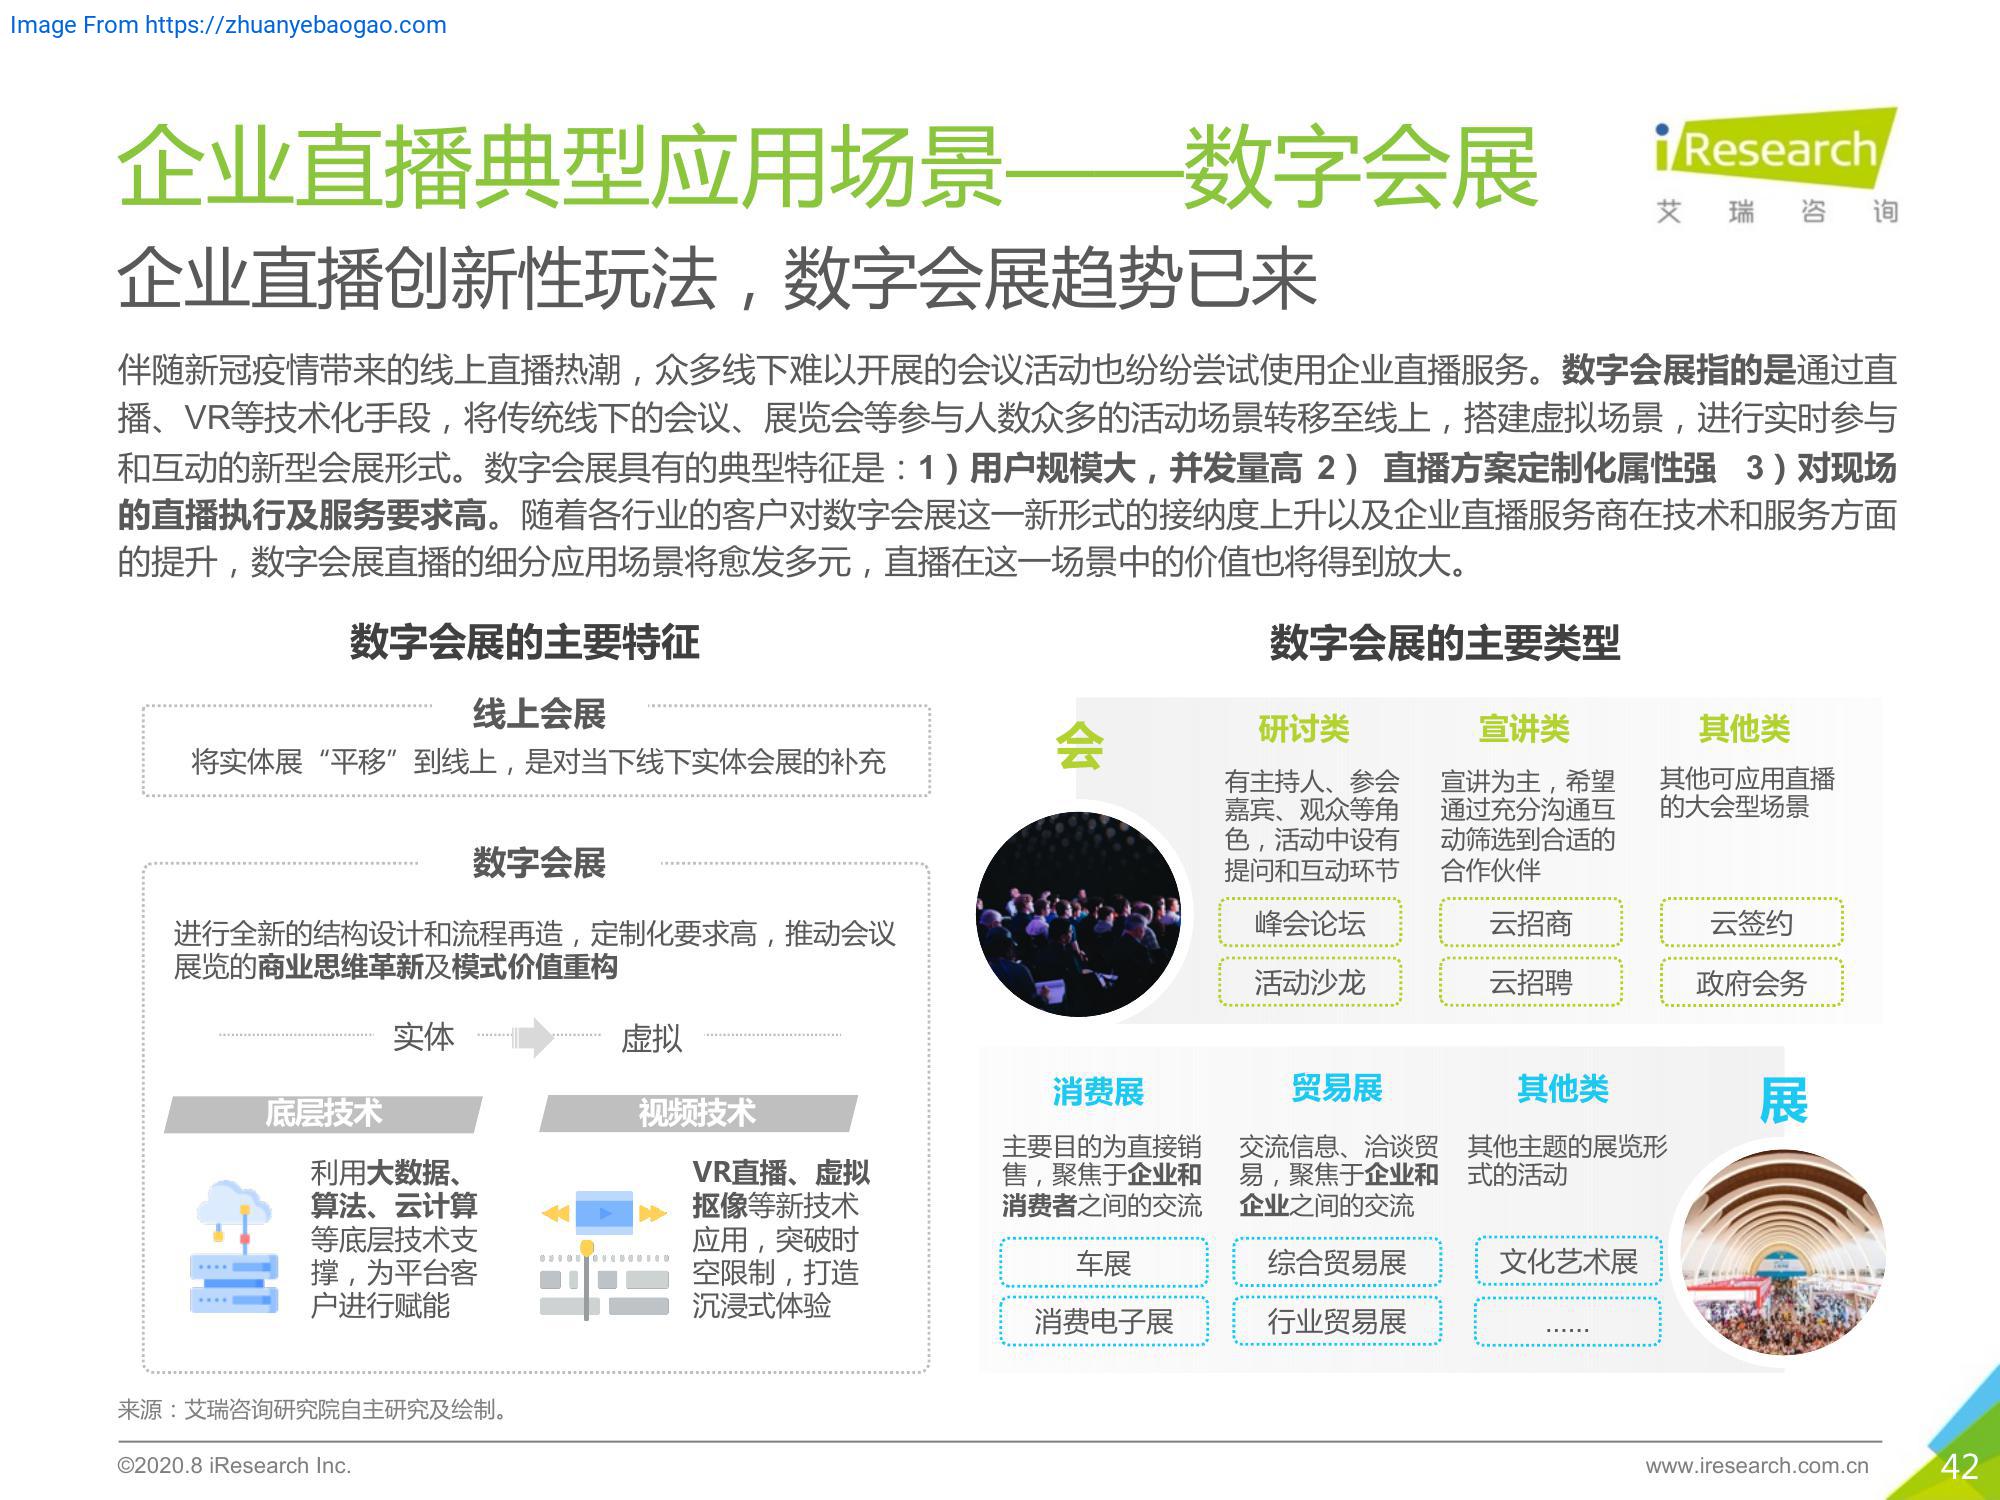 Image From https://zhuanyebaogao.com
企业直播典型应用场景——数字会展
iResearch
艾瑞咨询
企业直播创新性玩法，数字会展趋势已来
伴随新冠疫情带来的线上直播热潮，众多线下难以开展的会议活动也纷纷尝试使用企业直播服务。数字会展指的是通过直
播、VR等技术化手段，将传统线下的会议、展览会等参与人数众多的活动场景转移至线上，搭建虚拟场景，进行实时参与
和互动的新型会展形式。数字会展具有的典型特征是：1）用户规模大，并发量高 2） 直播方案定制化属性强 3）对现场
的直播执行及服务要求高。随着各行业的客户对数字会展这一新形式的接纳度上升以及企业直播服务商在技术和服务方面
的提升，数字会展直播的细分应用场景将愈发多元，直播在这一场景中的价值也将得到放大。
数字会展的主要特征
线上会展
将实体展“平移”到线上，是对当下线下实体会展的补充
数字会展
进行全新的结构设计和流程再造，定制化要求高，推动会议
展览的商业思维革新及模式价值重构
实体
虚拟
底层技术
利用大数据、
算法、云计算
等底层技术支
撑，为平台客
户进行赋能
视频技术
VR直播、虚拟
抠像等新技术
应用，突破时
空限制，打造
沉浸式体验
数字会展的主要类型
会
研讨类
有主持人、参会
嘉宾、观众等角
色，活动中设有
提问和互动环节
峰会论坛
活动沙龙
宣讲类
宣讲为主，希望
通过充分沟通互
动筛选到合适的
合作伙伴
云招商
云招聘
其他类
其他可应用直播
的大会型场景
云签约
政府会务
展
消费展
主要目的为直接销
售，聚焦于企业和
消费者之间的交流
车展
消费电子展
贸易展
交流信息、洽谈贸
易，聚焦于企业和
企业之间的交流
综合贸易展
行业贸易展
其他类
其他主题的展览形
式的活动
文化艺术展
......
来源：艾瑞咨询研究院自主研究及绘制。
©2020.8 iResearch Inc.
www.iresearch.com.cn
42